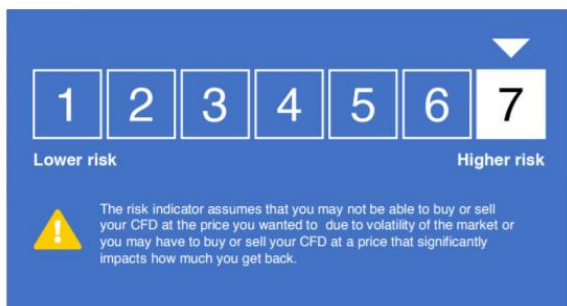 1 2 3 4 5 6 7
Lower risk Higher risk
The risk indicator assumes that you may not be able to buy or sell
your CFD at the price you wanted to due to volatility of the market or
you may have to buy or sell your CFD at a price that significantly
impacts how much you get back.